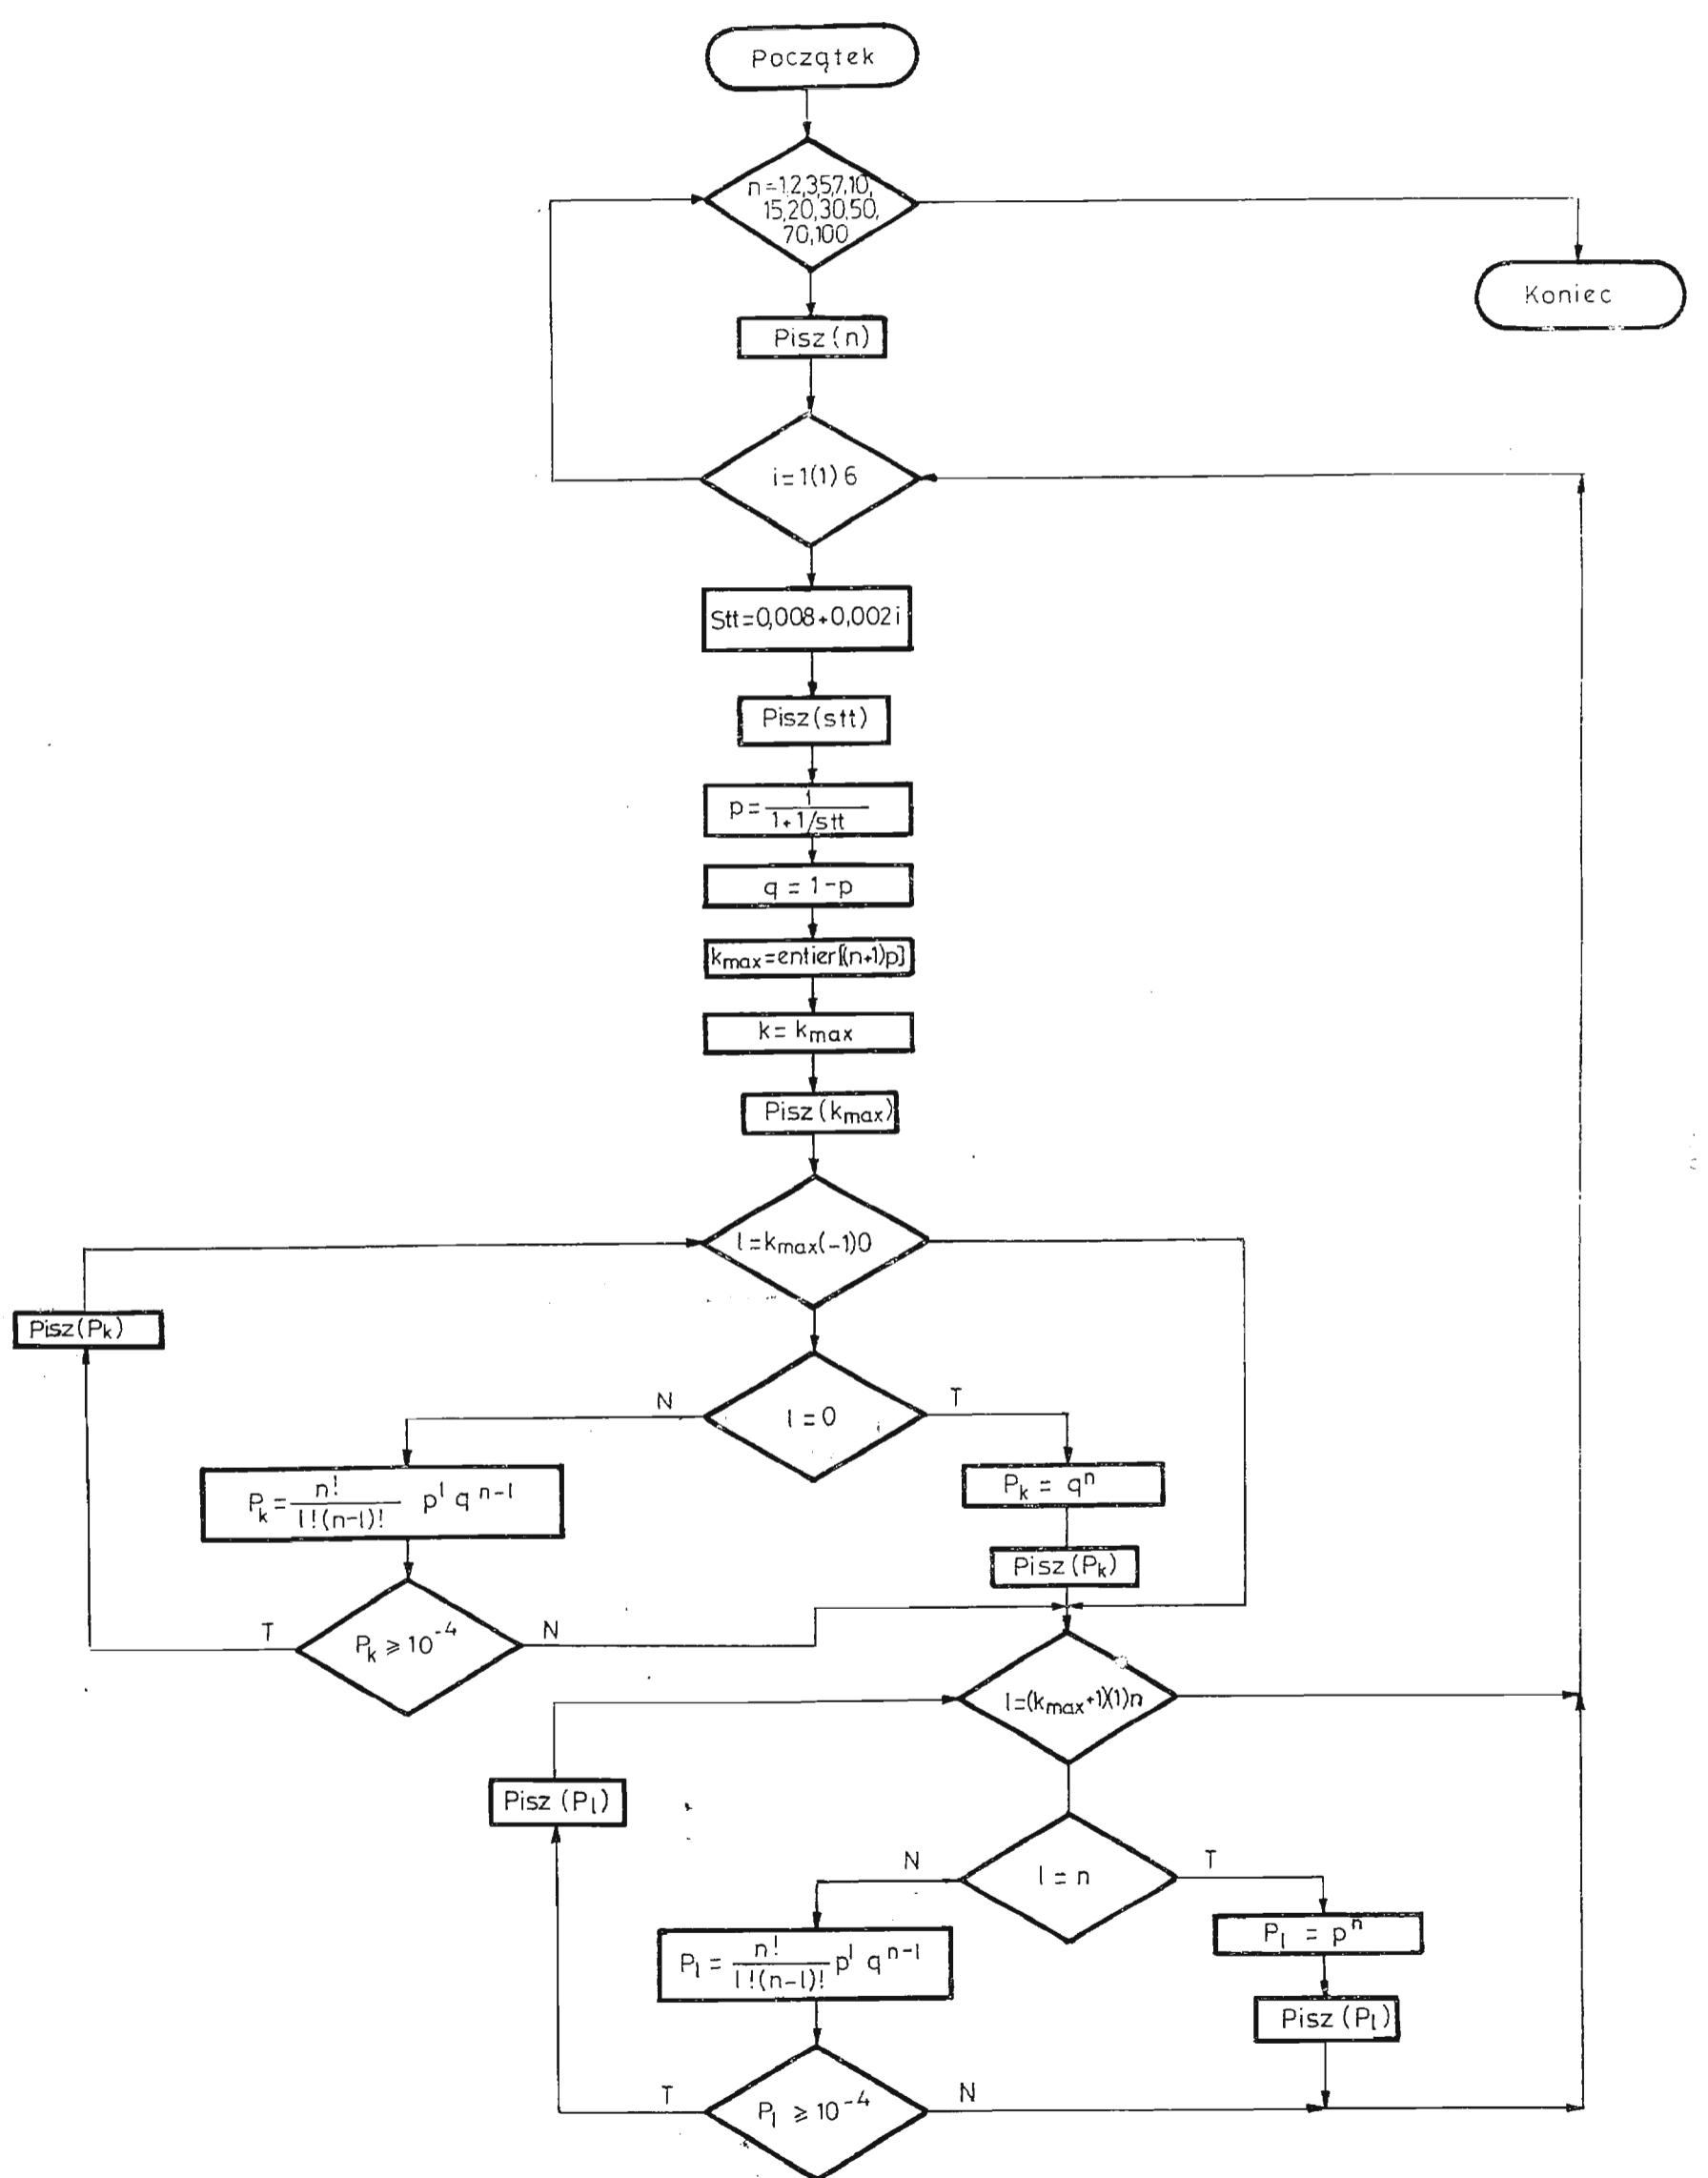 Początek
n=1,2,3,5,7,10,
15,20,30,50,
70,100
Koniec
Pisz(n)
i=1(1)6
Stt=0,008+0,002i
Pisz(stt)
p=1/(1+1/stt)
q = 1-p
kmax=entier[(n+1)p]
k= kmax
Pisz(kmax)
l=kmax(-1)0
Pisz(Pk)
N
l=0
T
Pk= n!/(l!(n-l)!) p^l q^n-l
Pk = q^n
Pisz(Pk)
T
Pk ⩾ 10^-4
N
l=(kmax+1)(1)n
Pisz(Pl)
N
l = n
T
Pl= n!/(l!(n-l)!) p^l q^n-l
Pl = p^n
Pisz(Pl)
T
Pl ⩾ 10^-4
N